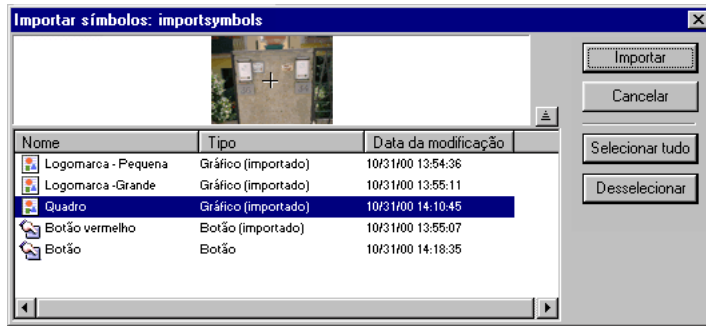 Importar símbolos: importsymbols
Importar
Cancelar
Selecionar tudo
Desselecionar
Nome Tipo Data da modificação
Logomarca - Pequena Gráfico (importado) 10/31/00 13:54:36
Logomarca -Grande Gráfico (importado) 10/31/00 13:55:11
Quadro Gráfico (importado) 10/31/00 14:10:45
Botão vermelho Botão (importado) 10/31/00 13:55:07
Botão Botão 10/31/00 14:18:35